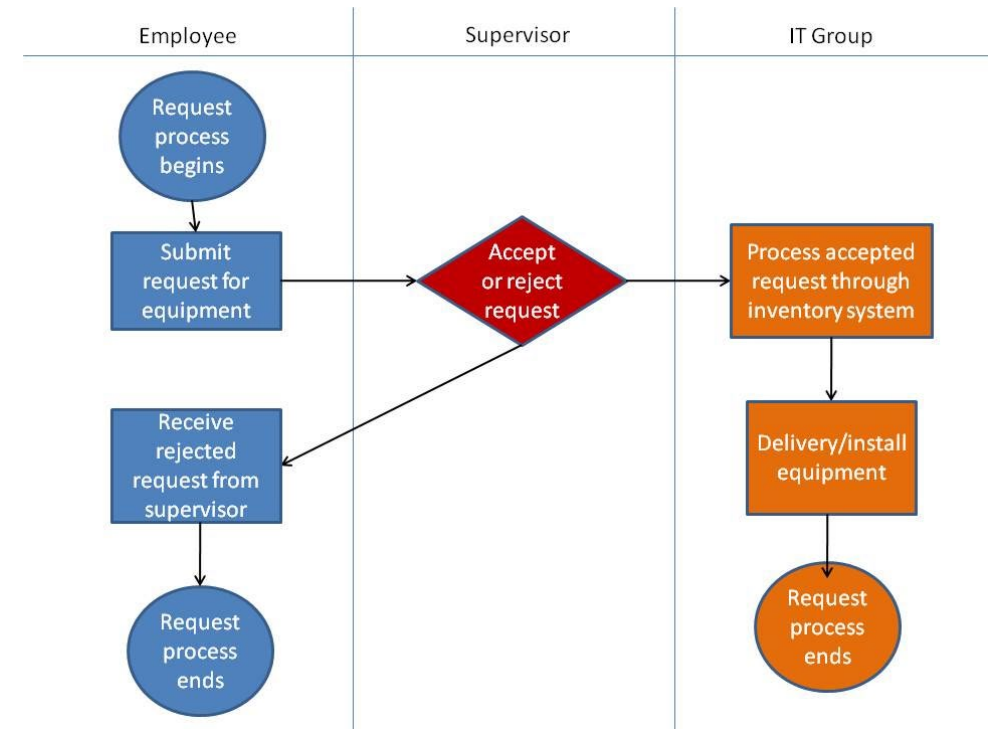 Employee
Supervisor
IT Group
Request
process
begins
Submit
request for
equipment
Accept
or reject
request
Process accepted
request through
inventory system
Receive
rejected
request from
supervisor
Delivery/install
equipment
Request
process
ends
Request
process
ends